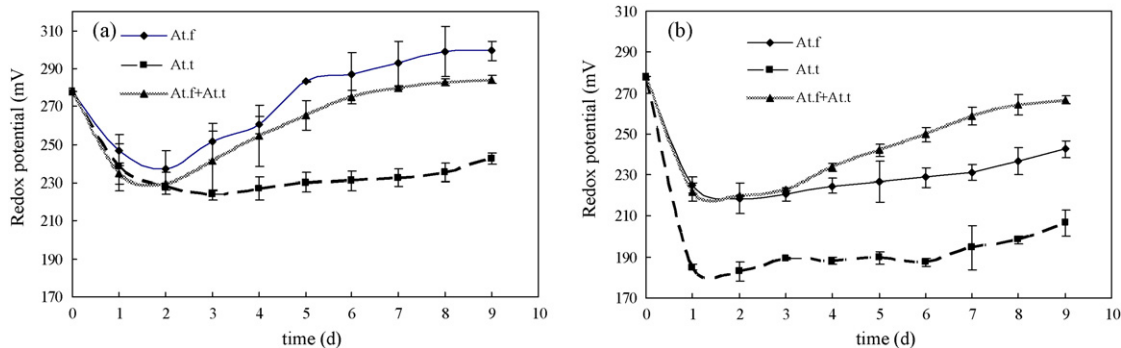 (a)
At.f
At.t
At.f+At.t
Redox potential (mV
310
290
270
250
230
210
190
170
0 1 2 3 4 5 6 7 8 9 10
time (d)
(b)
At.f
At.t
At.f+At.t
Redox potential (mV
310
290
270
250
230
210
190
170
0 1 2 3 4 5 6 7 8 9 10
time (d)